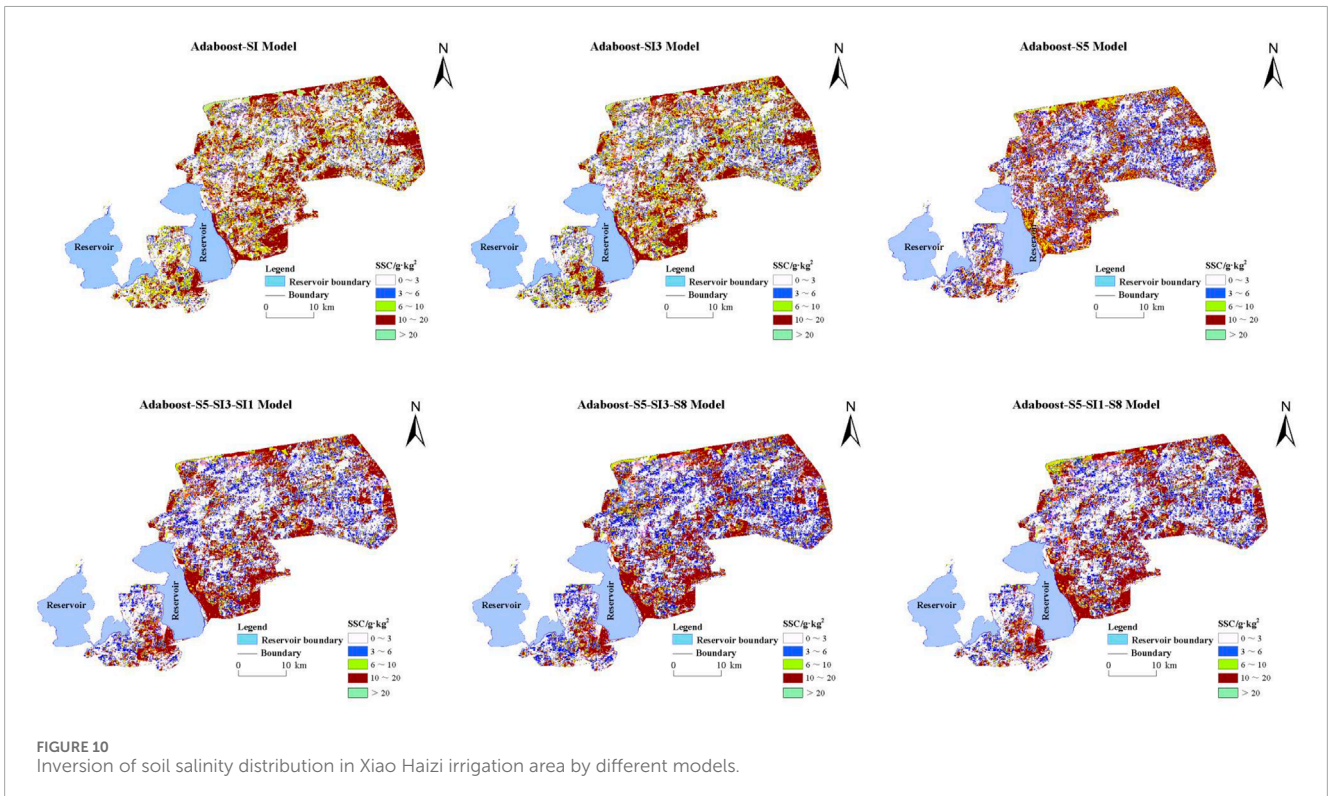 Adaboost-SI Model
N
Reservoir
Reservoir
Legend
Reservoir boundary
Boundary
0 10 km
SSC/g·kg²
0 ~ 3
3 ~ 6
6 ~ 10
10 ~ 20
> 20
Adaboost-SI3 Model
N
Reservoir
Reservoir
Legend
Reservoir boundary
Boundary
0 10 km
SSC/g·kg²
0 ~ 3
3 ~ 6
6 ~ 10
10 ~ 20
> 20
Adaboost-S5 Model
N
Reservoir
Reservoir
Legend
Reservoir boundary
Boundary
0 10 km
SSC/g·kg²
0 ~ 3
3 ~ 6
6 ~ 10
10 ~ 20
> 20
Adaboost-S5-SI3-SI1 Model
N
Reservoir
Reservoir
Legend
Reservoir boundary
Boundary
0 10 km
SSC/g·kg²
0 ~ 3
3 ~ 6
6 ~ 10
10 ~ 20
> 20
Adaboost-S5-SI3-S8 Model
N
Reservoir
Reservoir
Legend
Reservoir boundary
Boundary
0 10 km
SSC/g·kg²
0 ~ 3
3 ~ 6
6 ~ 10
10 ~ 20
> 20
Adaboost-S5-SI1-S8 Model
N
Reservoir
Reservoir
Legend
Reservoir boundary
Boundary
0 10 km
SSC/g·kg²
0 ~ 3
3 ~ 6
6 ~ 10
10 ~ 20
> 20
FIGURE 10
Inversion of soil salinity distribution in Xiao Haizi irrigation area by different models.